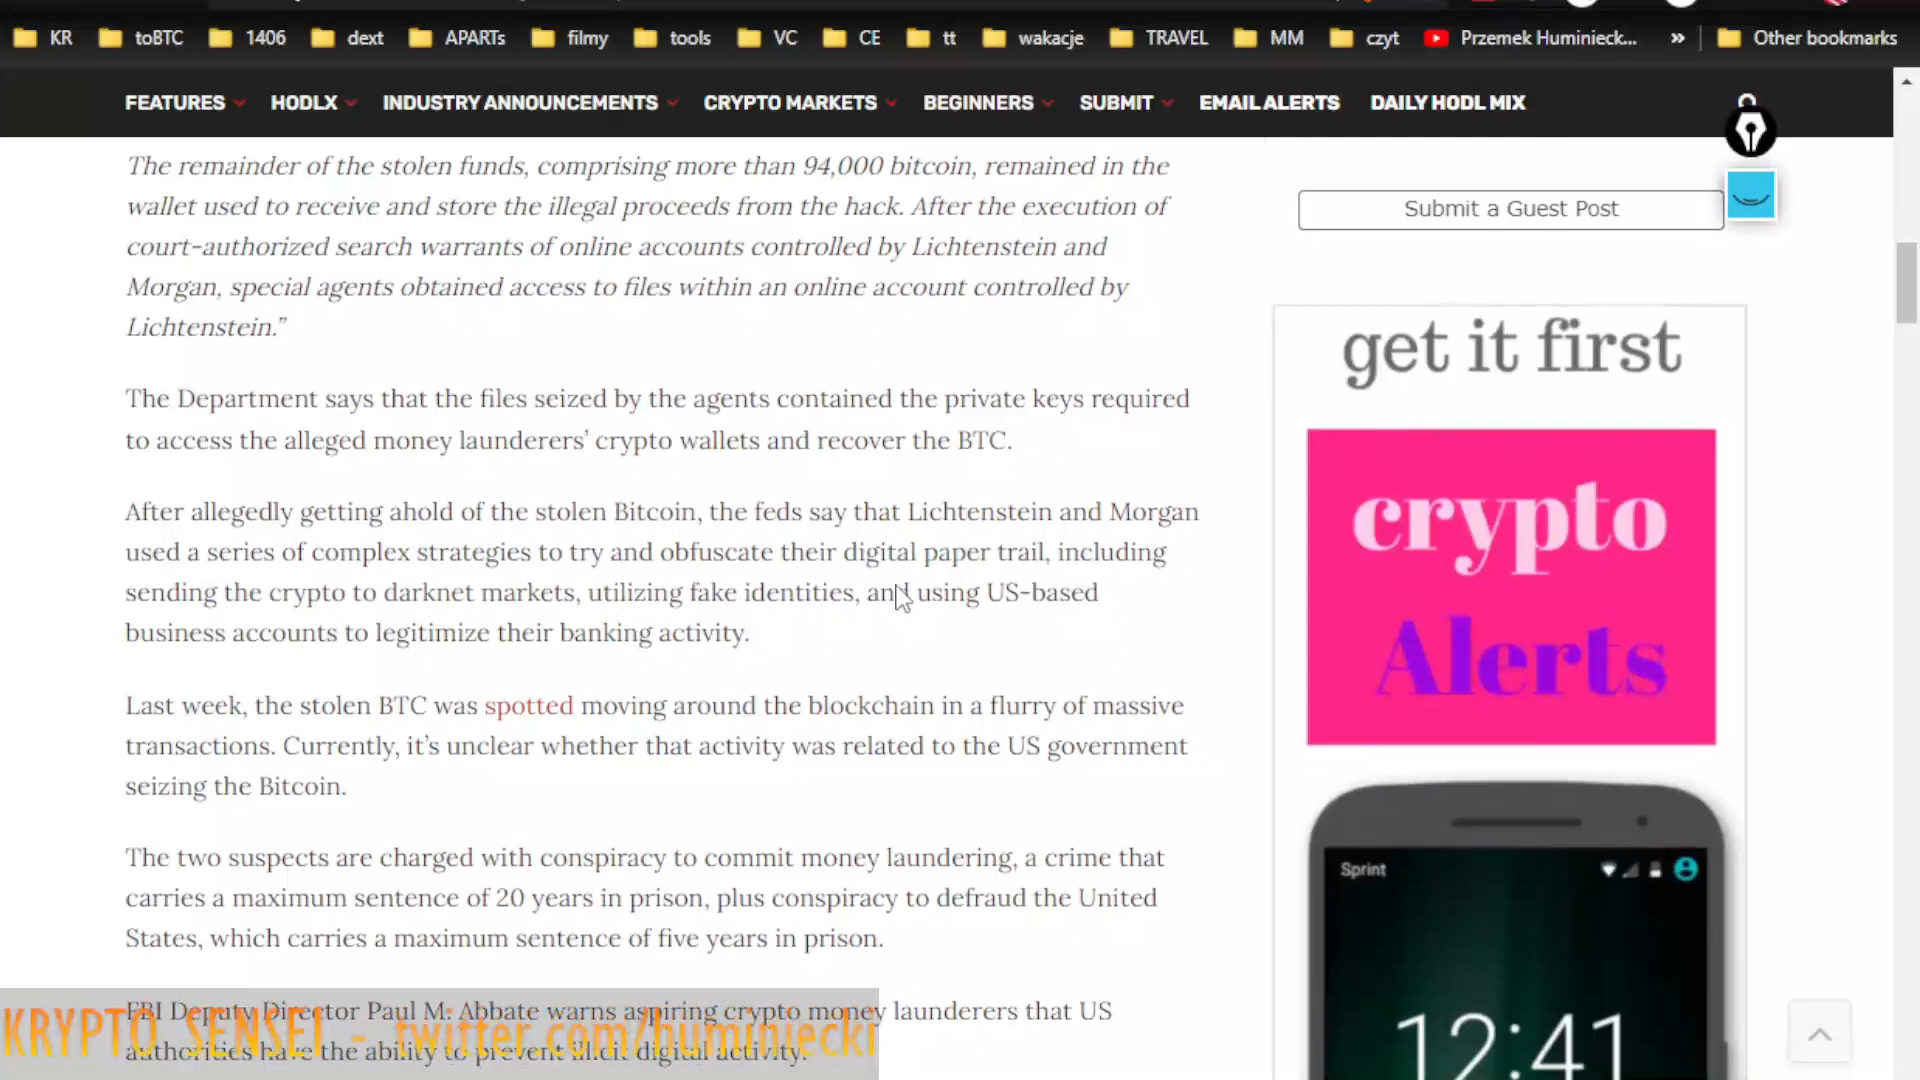 KR toBTC 1406 dext APARTs filmy tools VC CE tt wakacje TRAVEL MM czyt Przemek Huminieck... » Other bookmarks
FEATURES HODLX INDUSTRY ANNOUNCEMENTS CRYPTO MARKETS BEGINNERS SUBMIT EMAIL ALERTS DAILY HODL MIX
The remainder of the stolen funds, comprising more than 94,000 bitcoin, remained in the
wallet used to receive and store the illegal proceeds from the hack. After the execution of
court-authorized search warrants of online accounts controlled by Lichtenstein and
Morgan, special agents obtained access to files within an online account controlled by
Lichtenstein.”
The Department says that the files seized by the agents contained the private keys required
to access the alleged money launderers’ crypto wallets and recover the BTC.
After allegedly getting ahold of the stolen Bitcoin, the feds say that Lichtenstein and Morgan
used a series of complex strategies to try and obfuscate their digital paper trail, including
sending the crypto to darknet markets, utilizing fake identities, and using US-based
business accounts to legitimize their banking activity.
Last week, the stolen BTC was spotted moving around the blockchain in a flurry of massive
transactions. Currently, it’s unclear whether that activity was related to the US government
seizing the Bitcoin.
The two suspects are charged with conspiracy to commit money laundering, a crime that
carries a maximum sentence of 20 years in prison, plus conspiracy to defraud the United
States, which carries a maximum sentence of five years in prison.
FBI Deputy Director Paul M. Abbate warns aspiring crypto money launderers that US
authorities have the ability to prevent illicit digital activity.
KRYPTO SENSEI - twitter.com/huminiecki
Submit a Guest Post
get it first
crypto
Alerts
Sprint
12:41